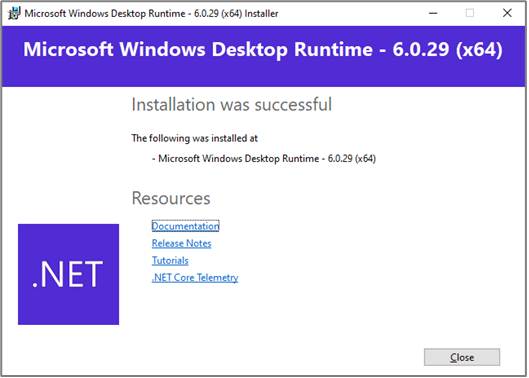 Microsoft Windows Desktop Runtime - 6.0.29 (x64) Installer
Microsoft Windows Desktop Runtime - 6.0.29 (x64)
Installation was successful
The following was installed at
- Microsoft Windows Desktop Runtime - 6.0.29 (x64)
Resources
Documentation
Release Notes
Tutorials
.NET Core Telemetry
.NET
Close